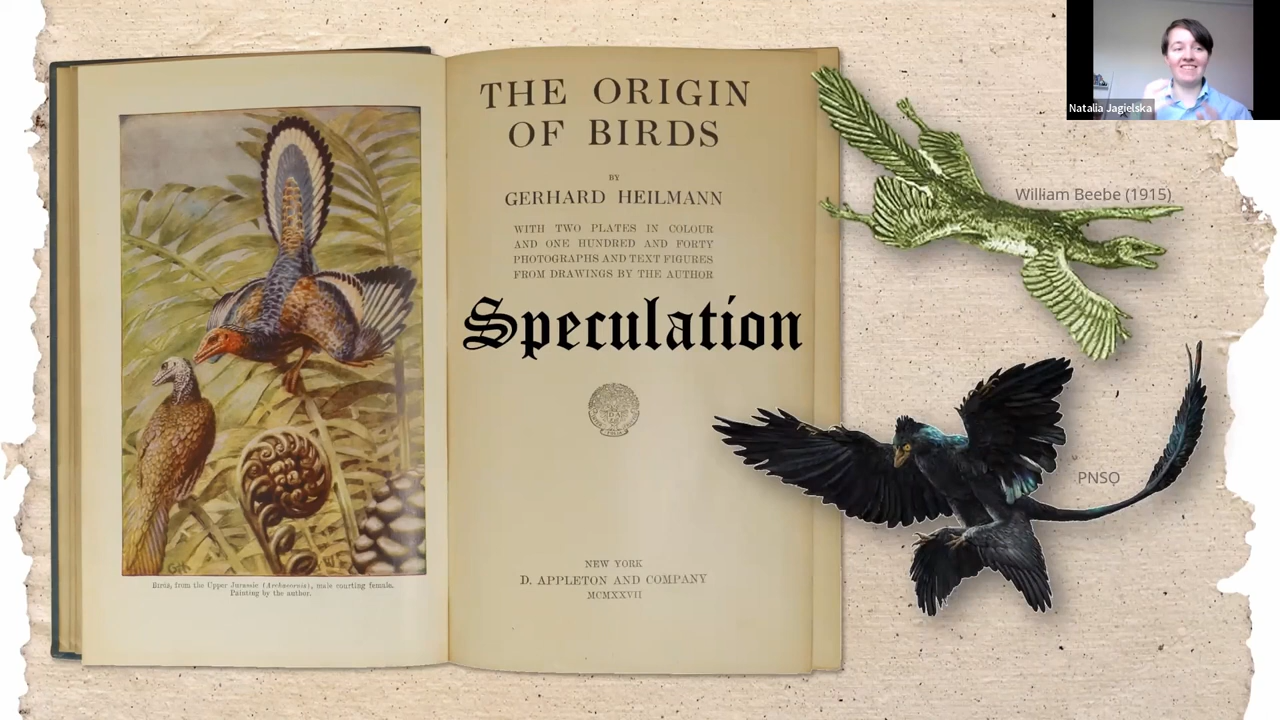 Birds, from the Upper Jurassic (Archaeornis), male courting female.
Painting by the author.
THE ORIGIN
OF BIRDS
BY
GERHARD HEILMANN
WITH TWO PLATES IN COLOUR
AND ONE HUNDRED AND FORTY
PHOTOGRAPHS AND TEXT FIGURES
FROM DRAWINGS BY THE AUTHOR
Speculation
NEW YORK
D. APPLETON AND COMPANY
MCMXXVII
William Beebe (1915)
PNSO
Natalia Jagielska